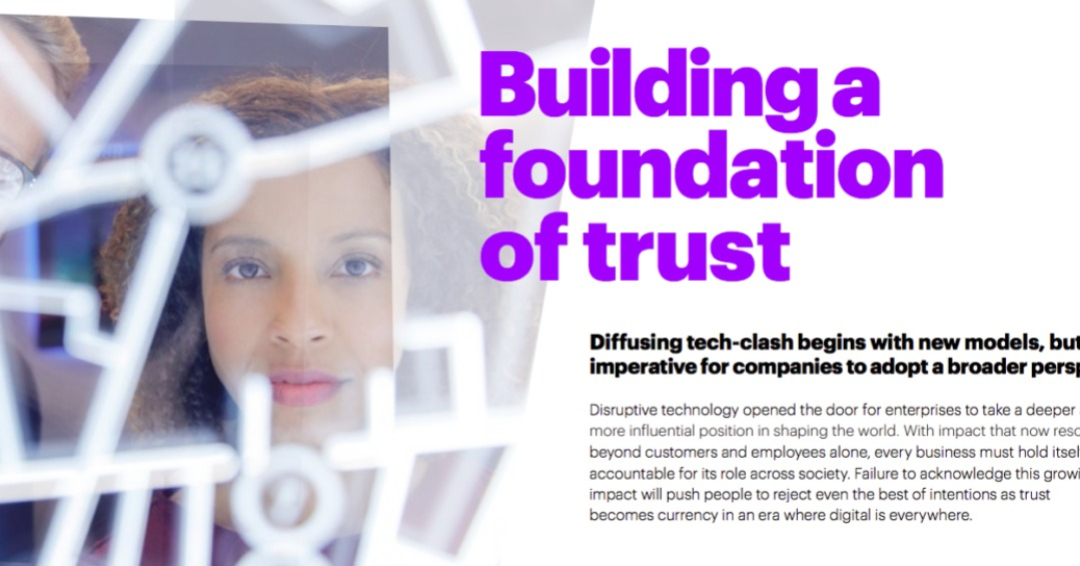 Building a
foundation
of trust
Diffusing tech-clash begins with new models, but
imperative for companies to adopt a broader
Disruptive technology opened the door for enterprises to take a deeper
more influential position in shaping the world. With impact that now
beyond customers and employees alone, every business must hold
accountable for its role across society. Failure to acknowledge this
impact will push people to reject even the best of intentions as trust
becomes currency in an era where digital is everywhere.